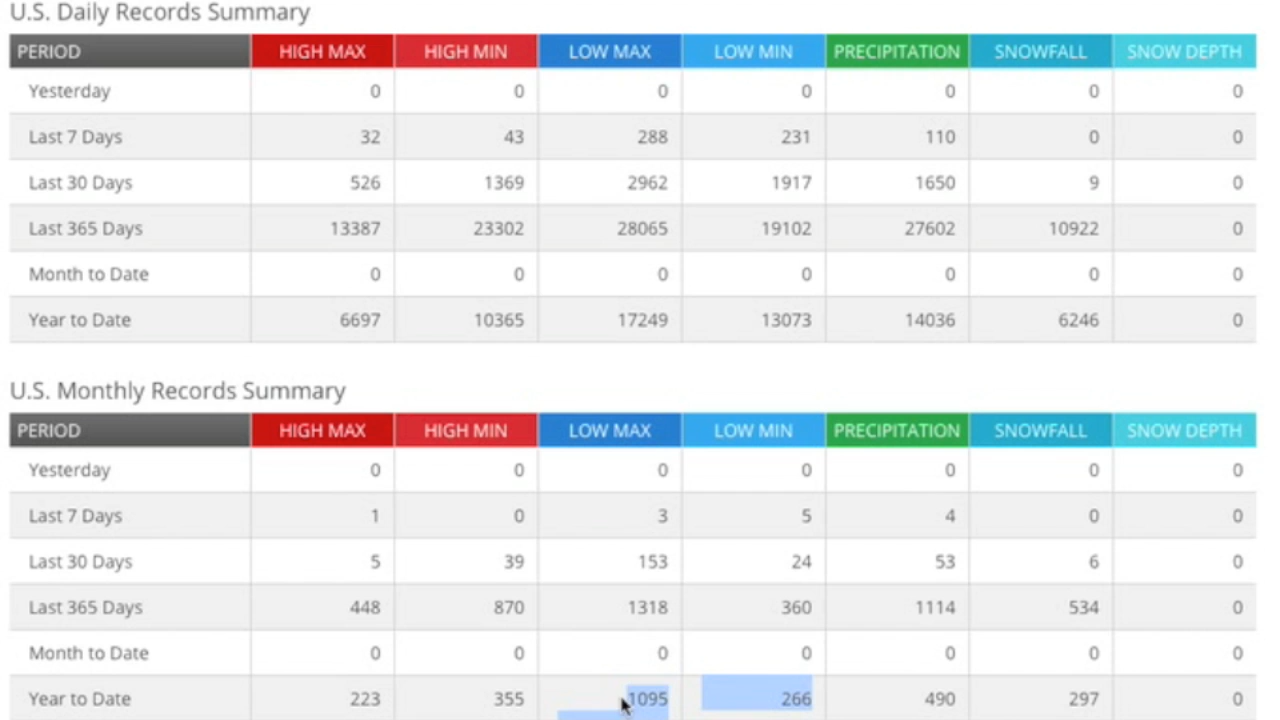 U.S. Daily Records Summary
PERIOD HIGH MAX HIGH MIN LOW MAX LOW MIN PRECIPITATION SNOWFALL SNOW DEPTH
Yesterday 0 0 0 0 0 0 0
Last 7 Days 32 43 288 231 110 0 0
Last 30 Days 526 1369 2962 1917 1650 9 0
Last 365 Days 13387 23302 28065 19102 27602 10922 0
Month to Date 0 0 0 0 0 0 0
Year to Date 6697 10365 17249 13073 14036 6246 0
U.S. Monthly Records Summary
PERIOD HIGH MAX HIGH MIN LOW MAX LOW MIN PRECIPITATION SNOWFALL SNOW DEPTH
Yesterday 0 0 0 0 0 0 0
Last 7 Days 1 0 3 5 4 0 0
Last 30 Days 5 39 153 24 53 6 0
Last 365 Days 448 870 1318 360 1114 534 0
Month to Date 0 0 0 0 0 0 0
Year to Date 223 355 1095 266 490 297 0